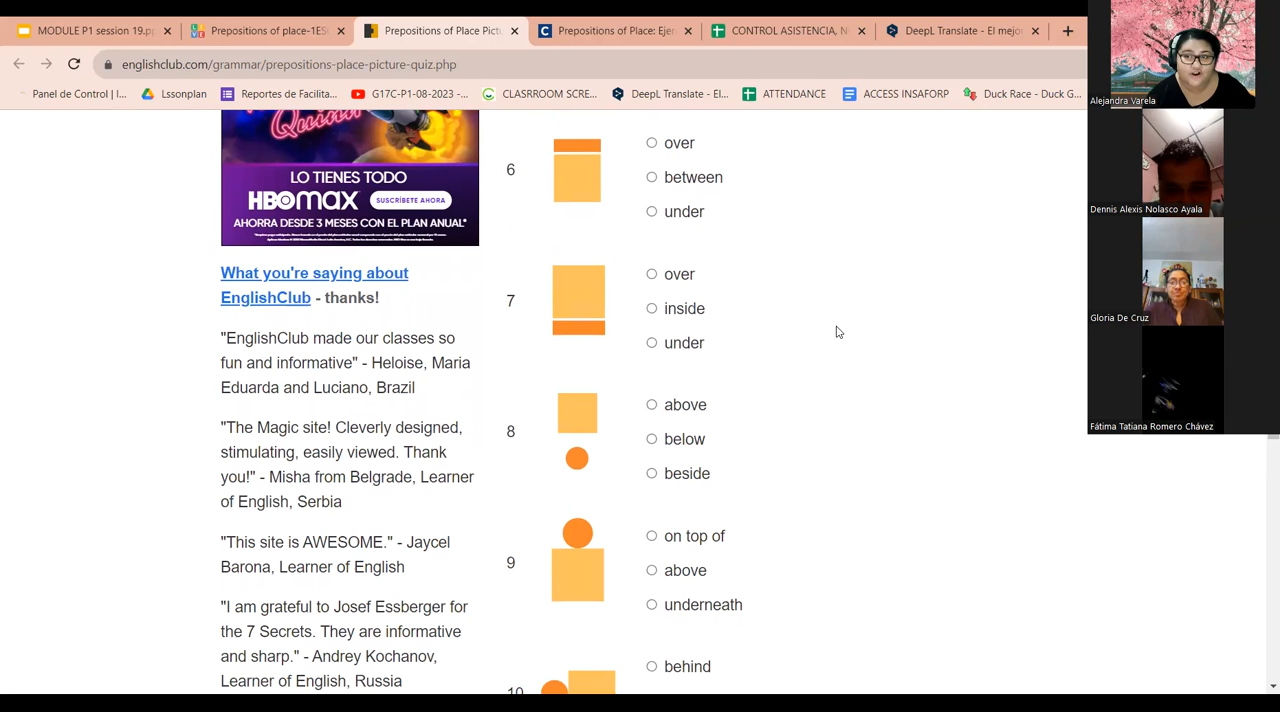 MODULE P1 session 19.p
Prepositions of place-1ES
Prepositions of Place Pictu
Prepositions of Place: Ejer
CONTROL ASISTENCIA, N
DeepL Translate - El mejo
englishclub.com/grammar/prepositions-place-picture-quiz.php
Panel de Control | I...
Lssonplan
Reportes de Facilita...
G17C-P1-08-2023 -...
CLASSROOM SCRE...
DeepL Translate - El...
ATTENDANCE
ACCESS INSAFORP
Duck Race - Duck G...
Alejandra Varela
Dennis Alexis Nolasco Ayala
Gloria De Cruz
Fátima Tatiana Romero Chávez
Quinn
LO TIENES TODO
HBOmax SUSCRÍBETE AHORA
AHORA DESDE 3 MESES CON EL PLAN ANUAL*
What you're saying about
EnglishClub - thanks!
"EnglishClub made our classes so
fun and informative" - Heloise, Maria
Eduarda and Luciano, Brazil
"The Magic site! Cleverly designed,
stimulating, easily viewed. Thank
you!" - Misha from Belgrade, Learner
of English, Serbia
"This site is AWESOME." - Jaycel
Barona, Learner of English
"I am grateful to Josef Essberger for
the 7 Secrets. They are informative
and sharp." - Andrey Kochanov,
Learner of English, Russia
6
over
between
under
7
over
inside
under
8
above
below
beside
9
on top of
above
underneath
10
behind